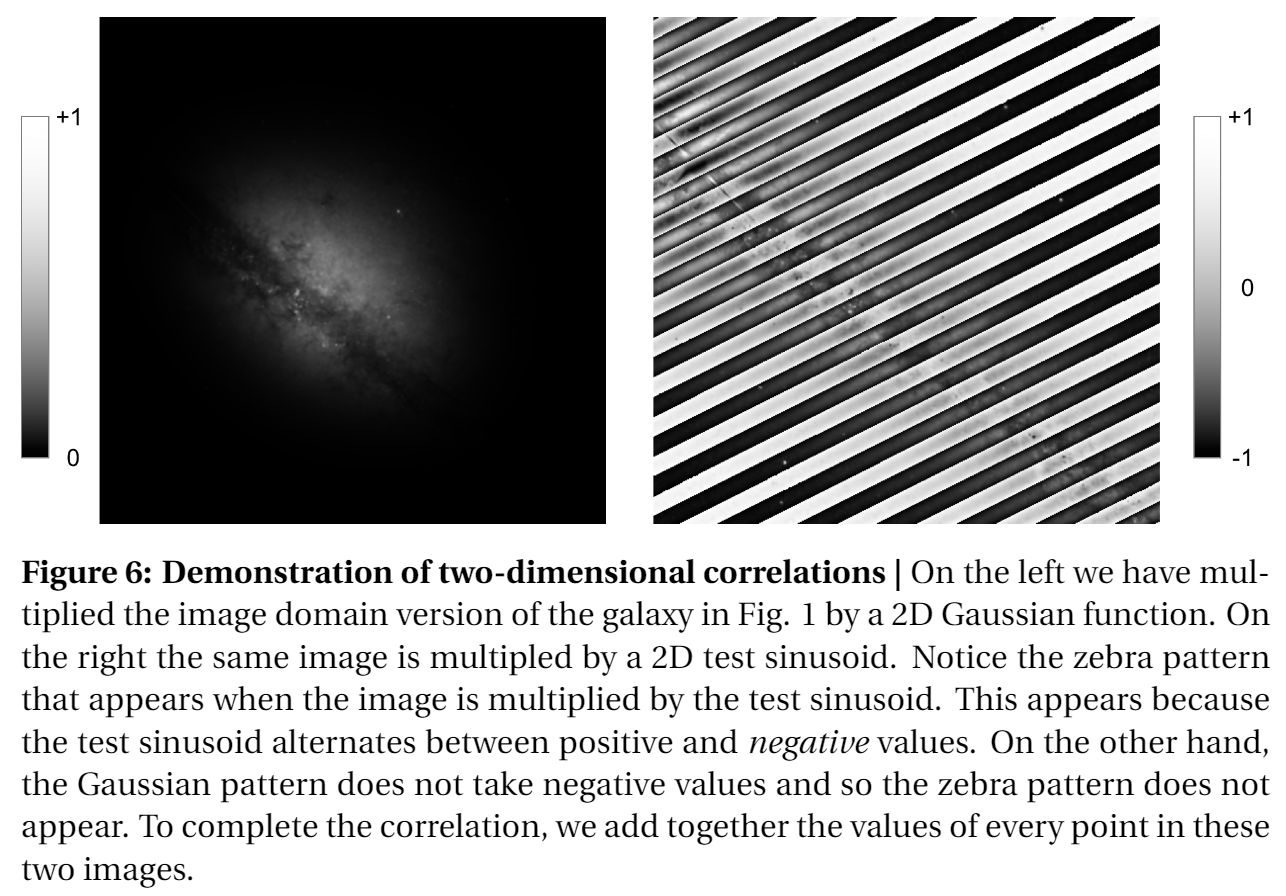 +1
0
+1
0
-1
Figure 6: Demonstration of two-dimensional correlations | On the left we have mul-
tiplied the image domain version of the galaxy in Fig. 1 by a 2D Gaussian function. On
the right the same image is multipled by a 2D test sinusoid. Notice the zebra pattern
that appears when the image is multiplied by the test sinusoid. This appears because
the test sinusoid alternates between positive and negative values. On the other hand,
the Gaussian pattern does not take negative values and so the zebra pattern does not
appear. To complete the correlation, we add together the values of every point in these
two images.